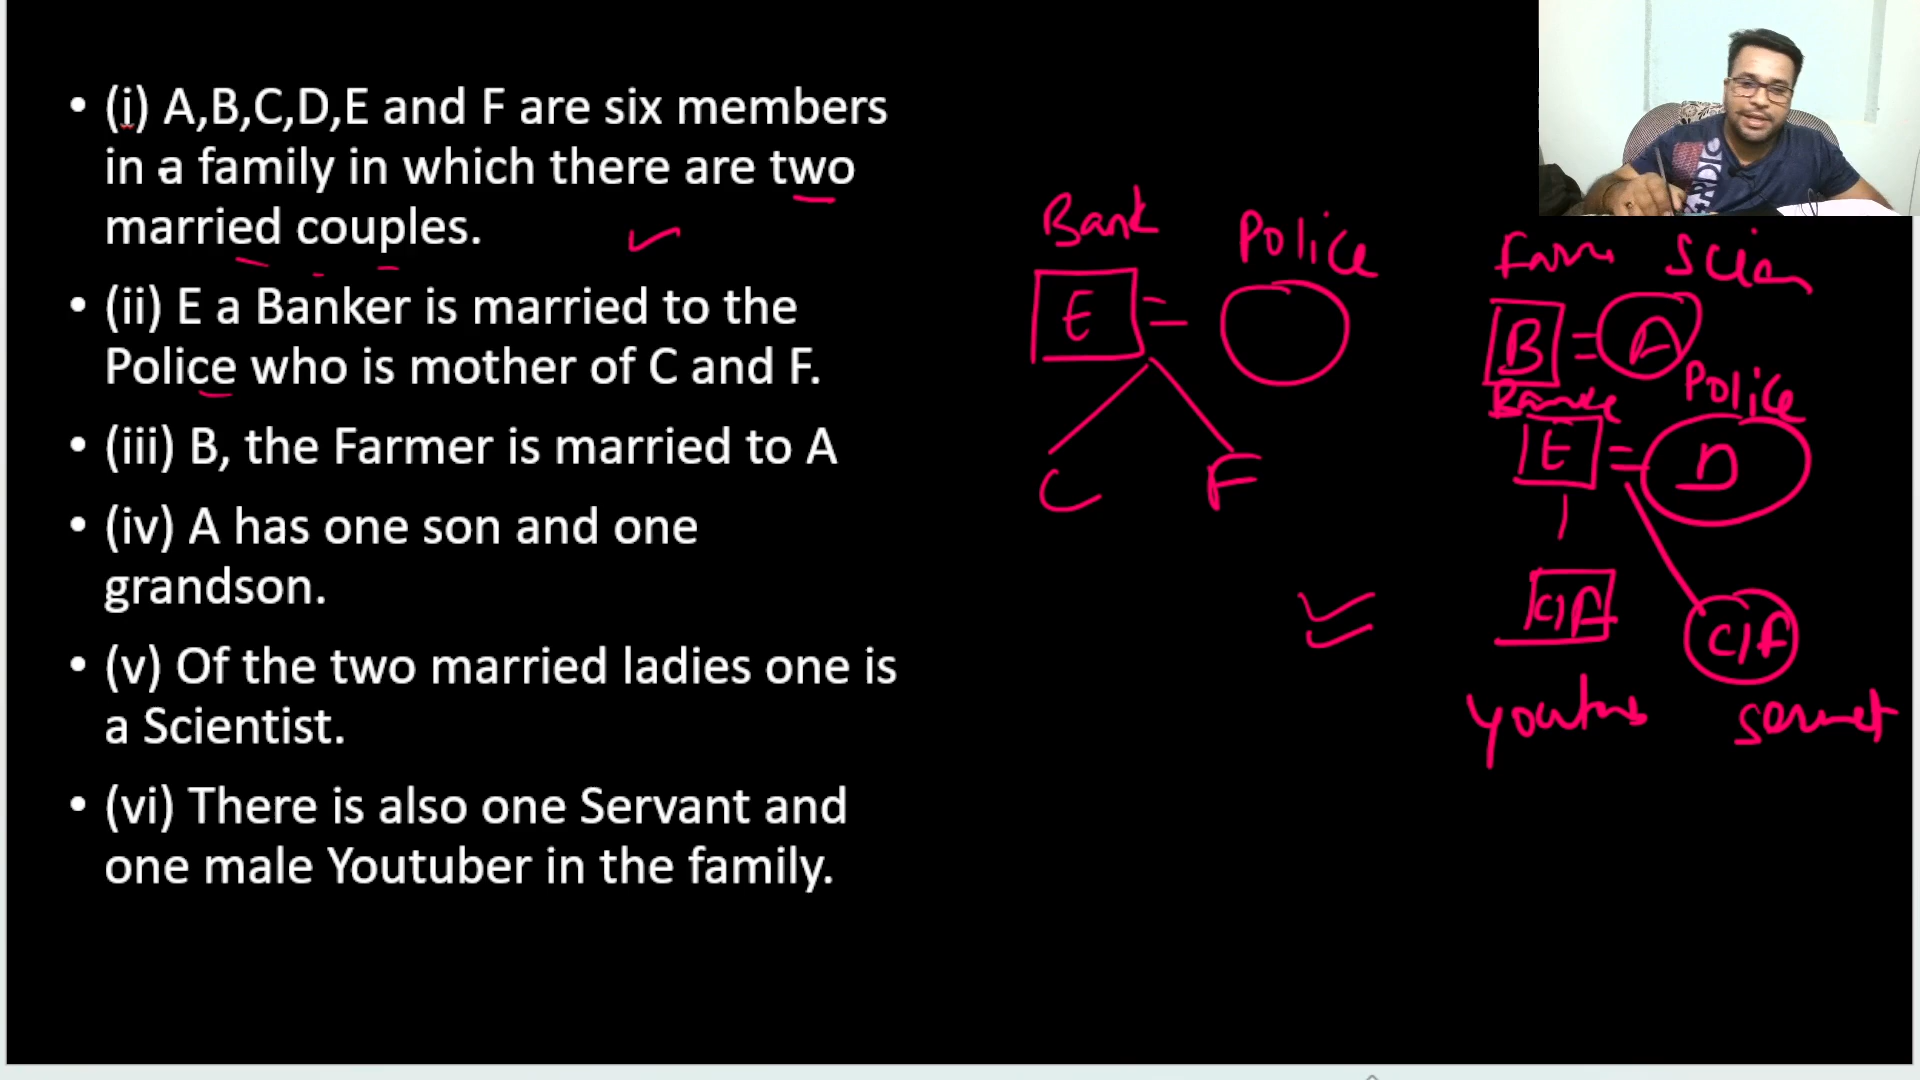 • (i) A,B,C,D,E and F are six members
in a family in which there are two
married couples.
• (ii) E a Banker is married to the
Police who is mother of C and F.
• (iii) B, the Farmer is married to A
• (iv) A has one son and one
grandson.
• (v) Of the two married ladies one is
a Scientist.
• (vi) There is also one Servant and
one male Youtuber in the family.
Bank Police
E =
C F
B = A
Police
E = D
C/F C/F